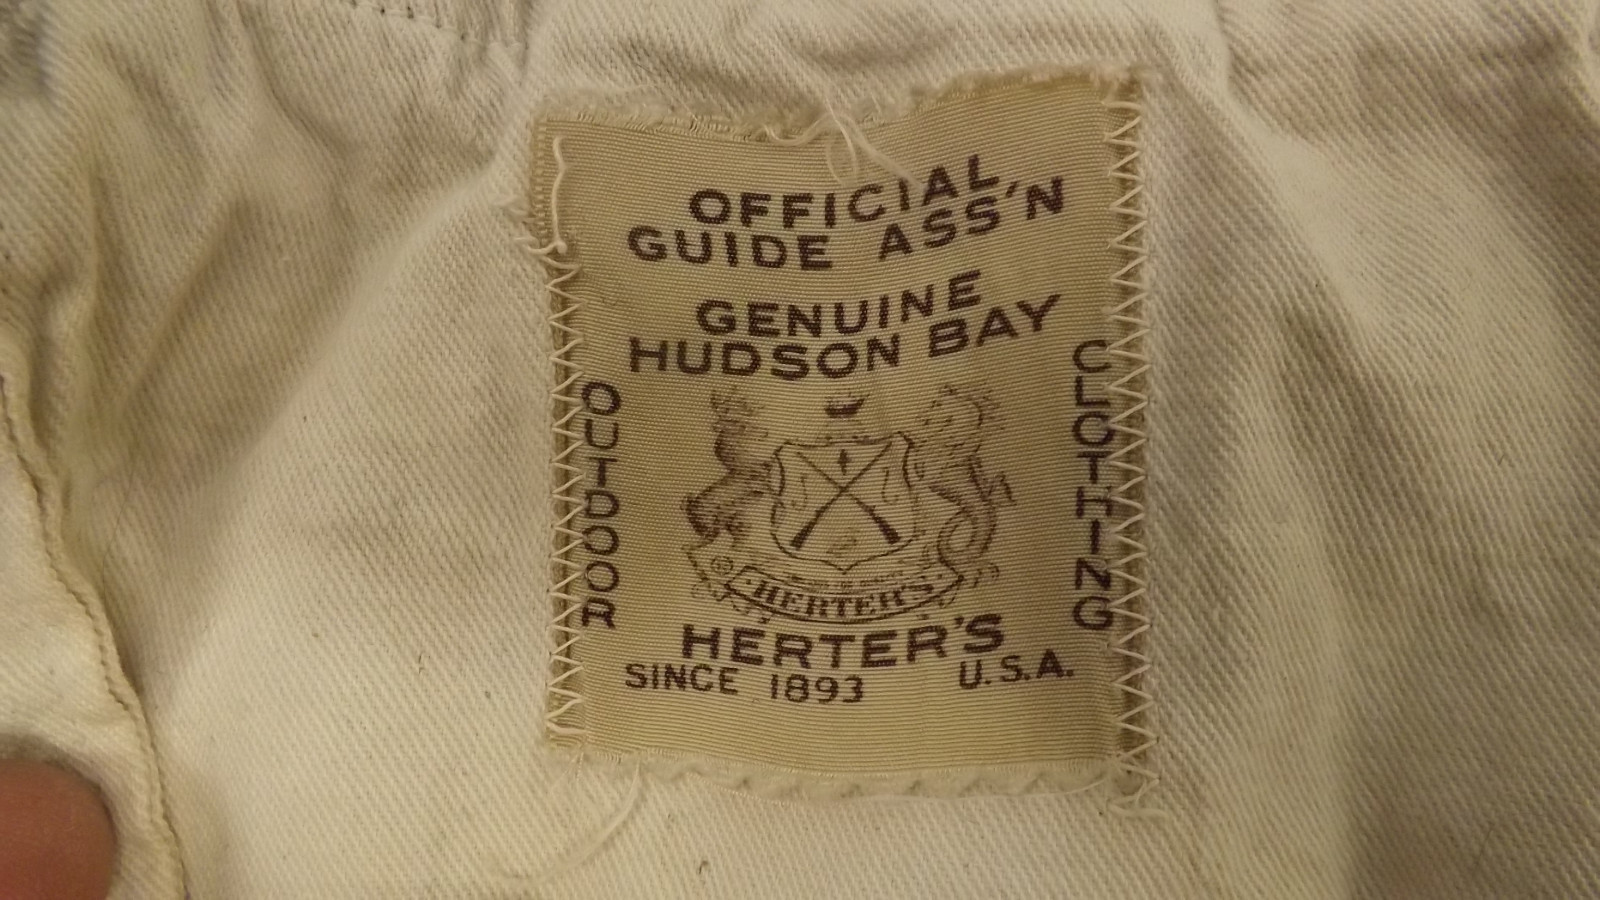 OFFICIAL
GUIDE ASS'N
GENUINE
HUDSON BAY
OUTDOOR
CLOTHING
HERTER'S
HERTER'S
SINCE 1893 U.S.A.